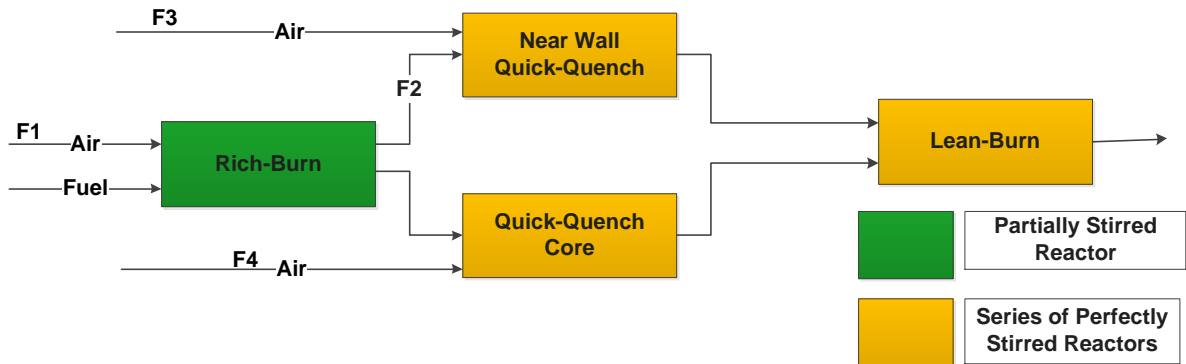 F3
Air
Near Wall
Quick-Quench
F2
F1
Air
Fuel
Rich-Burn
Lean-Burn
Quick-Quench
Core
F4
Air
Partially Stirred
Reactor
Series of Perfectly
Stirred Reactors